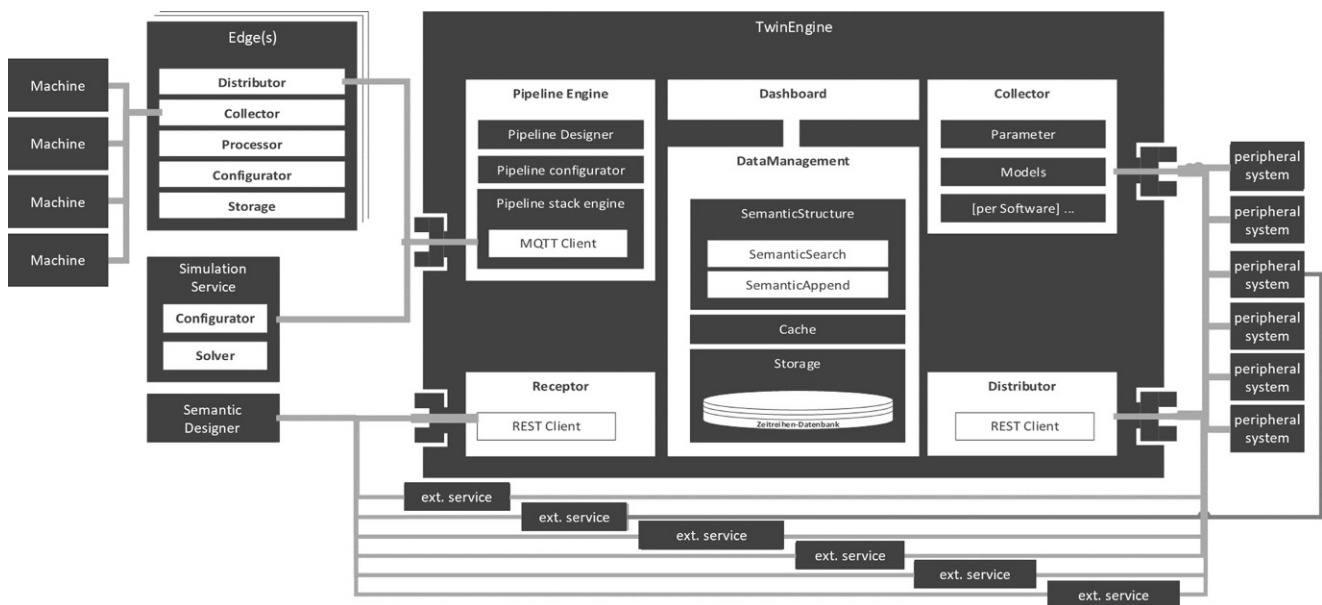 Edge(s)
Distributor
Collector
Processor
Configurator
Storage
Machine
Machine
Machine
Machine
Simulation
Service
Configurator
Solver
Semantic
Designer
TwinEngine
Pipeline Engine
Pipeline Designer
Pipeline configurator
Pipeline stack engine
MQTT Client
Receptor
REST Client
Dashboard
DataManagement
SemanticStructure
SemanticSearch
SemanticAppend
Cache
Storage
Zeitreihen-Datenbank
Collector
Parameter
Models
[per Software] ...
Distributor
REST Client
peripheral
system
peripheral
system
peripheral
system
peripheral
system
peripheral
system
peripheral
system
ext. service
ext. service
ext. service
ext. service
ext. service
ext. service